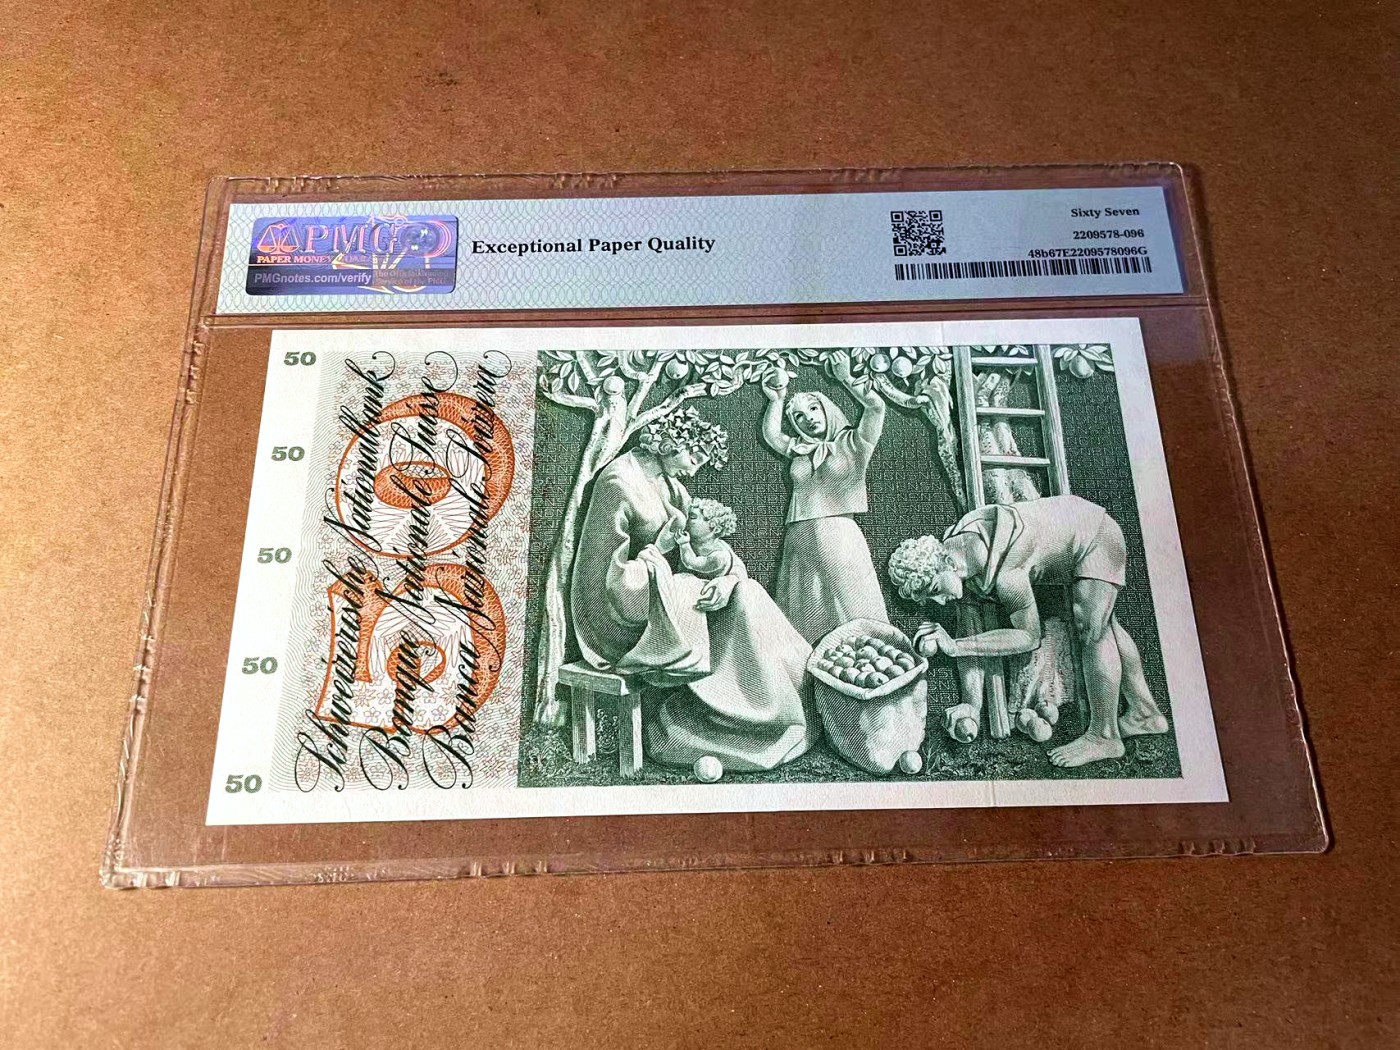 PMG
PAPER MONEY
PMGnotes.com/verify
Exceptional Paper Quality
Sixty Seven
2209578-096
48b67E2209578096G
50
50
50
50
50
50
Schweizerische Nationalbank
Banque Nationale Suisse
Banca Nazionale Svizzera